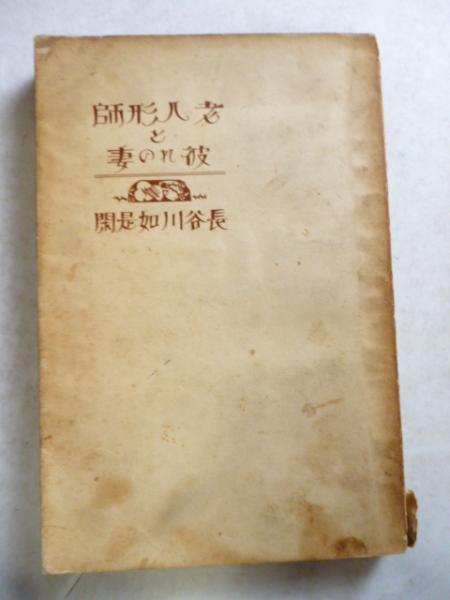 老人形師
と
彼れの妻
長谷川如是閑